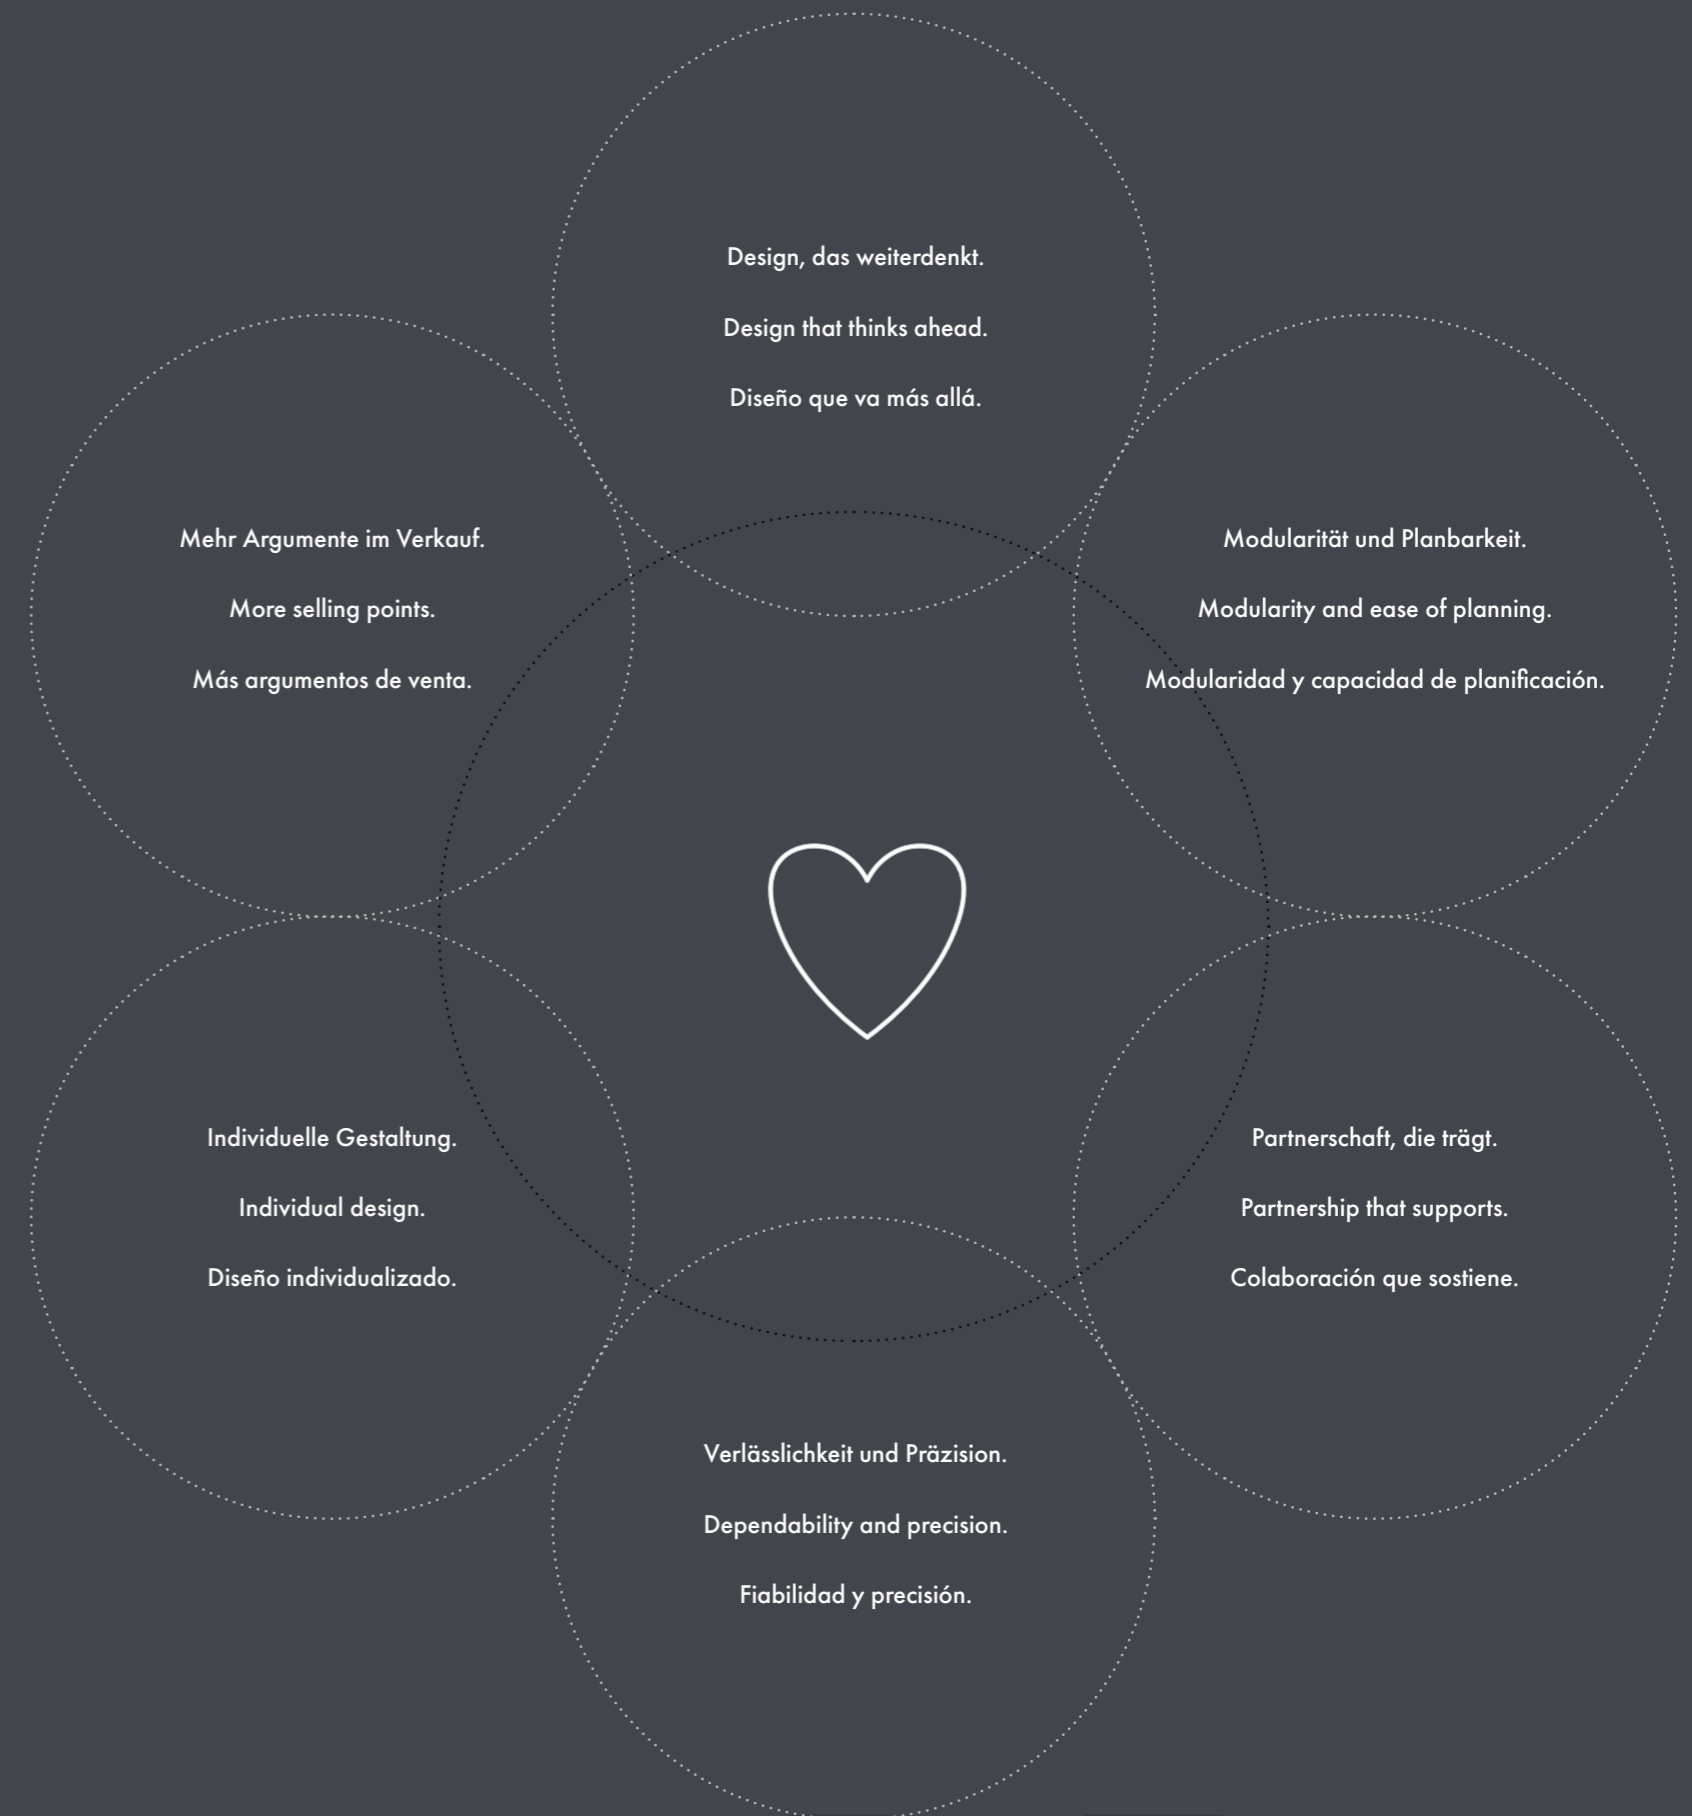 Design, das weiterdenkt.
Design that thinks ahead.
Diseño que va más allá.
Mehr Argumente im Verkauf.
More selling points.
Más argumentos de venta.
Modularität und Planbarkeit.
Modularity and ease of planning.
Modularidad y capacidad de planificación.
Individuelle Gestaltung.
Individual design.
Diseño individualizado.
Partnerschaft, die trägt.
Partnership that supports.
Colaboración que sostiene.
Verlässlichkeit und Präzision.
Dependability and precision.
Fiabilidad y precisión.